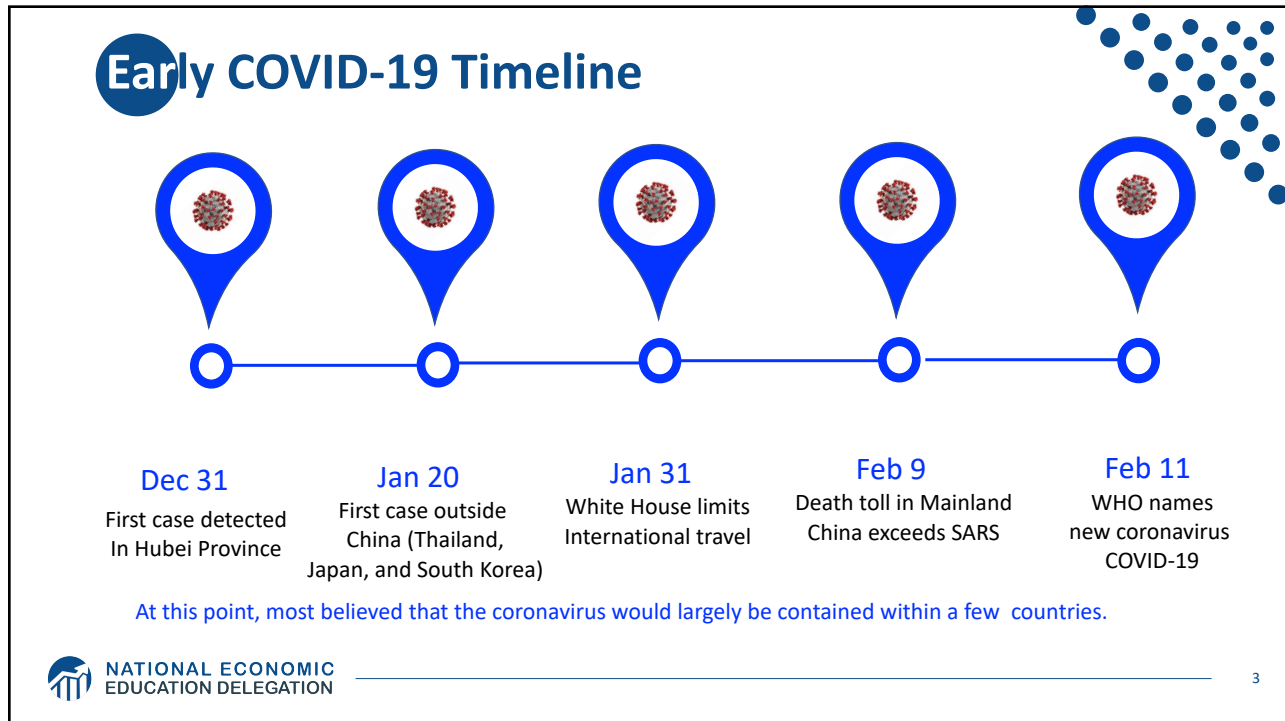 Early COVID-19 Timeline
Dec 31
First case detected
In Hubei Province
Jan 20
First case outside
China (Thailand,
Japan, and South Korea)
Jan 31
White House limits
International travel
Feb 9
Death toll in Mainland
China exceeds SARS
Feb 11
WHO names
new coronavirus
COVID-19
At this point, most believed that the coronavirus would largely be contained within a few  countries.
NATIONAL ECONOMIC
EDUCATION DELEGATION
3